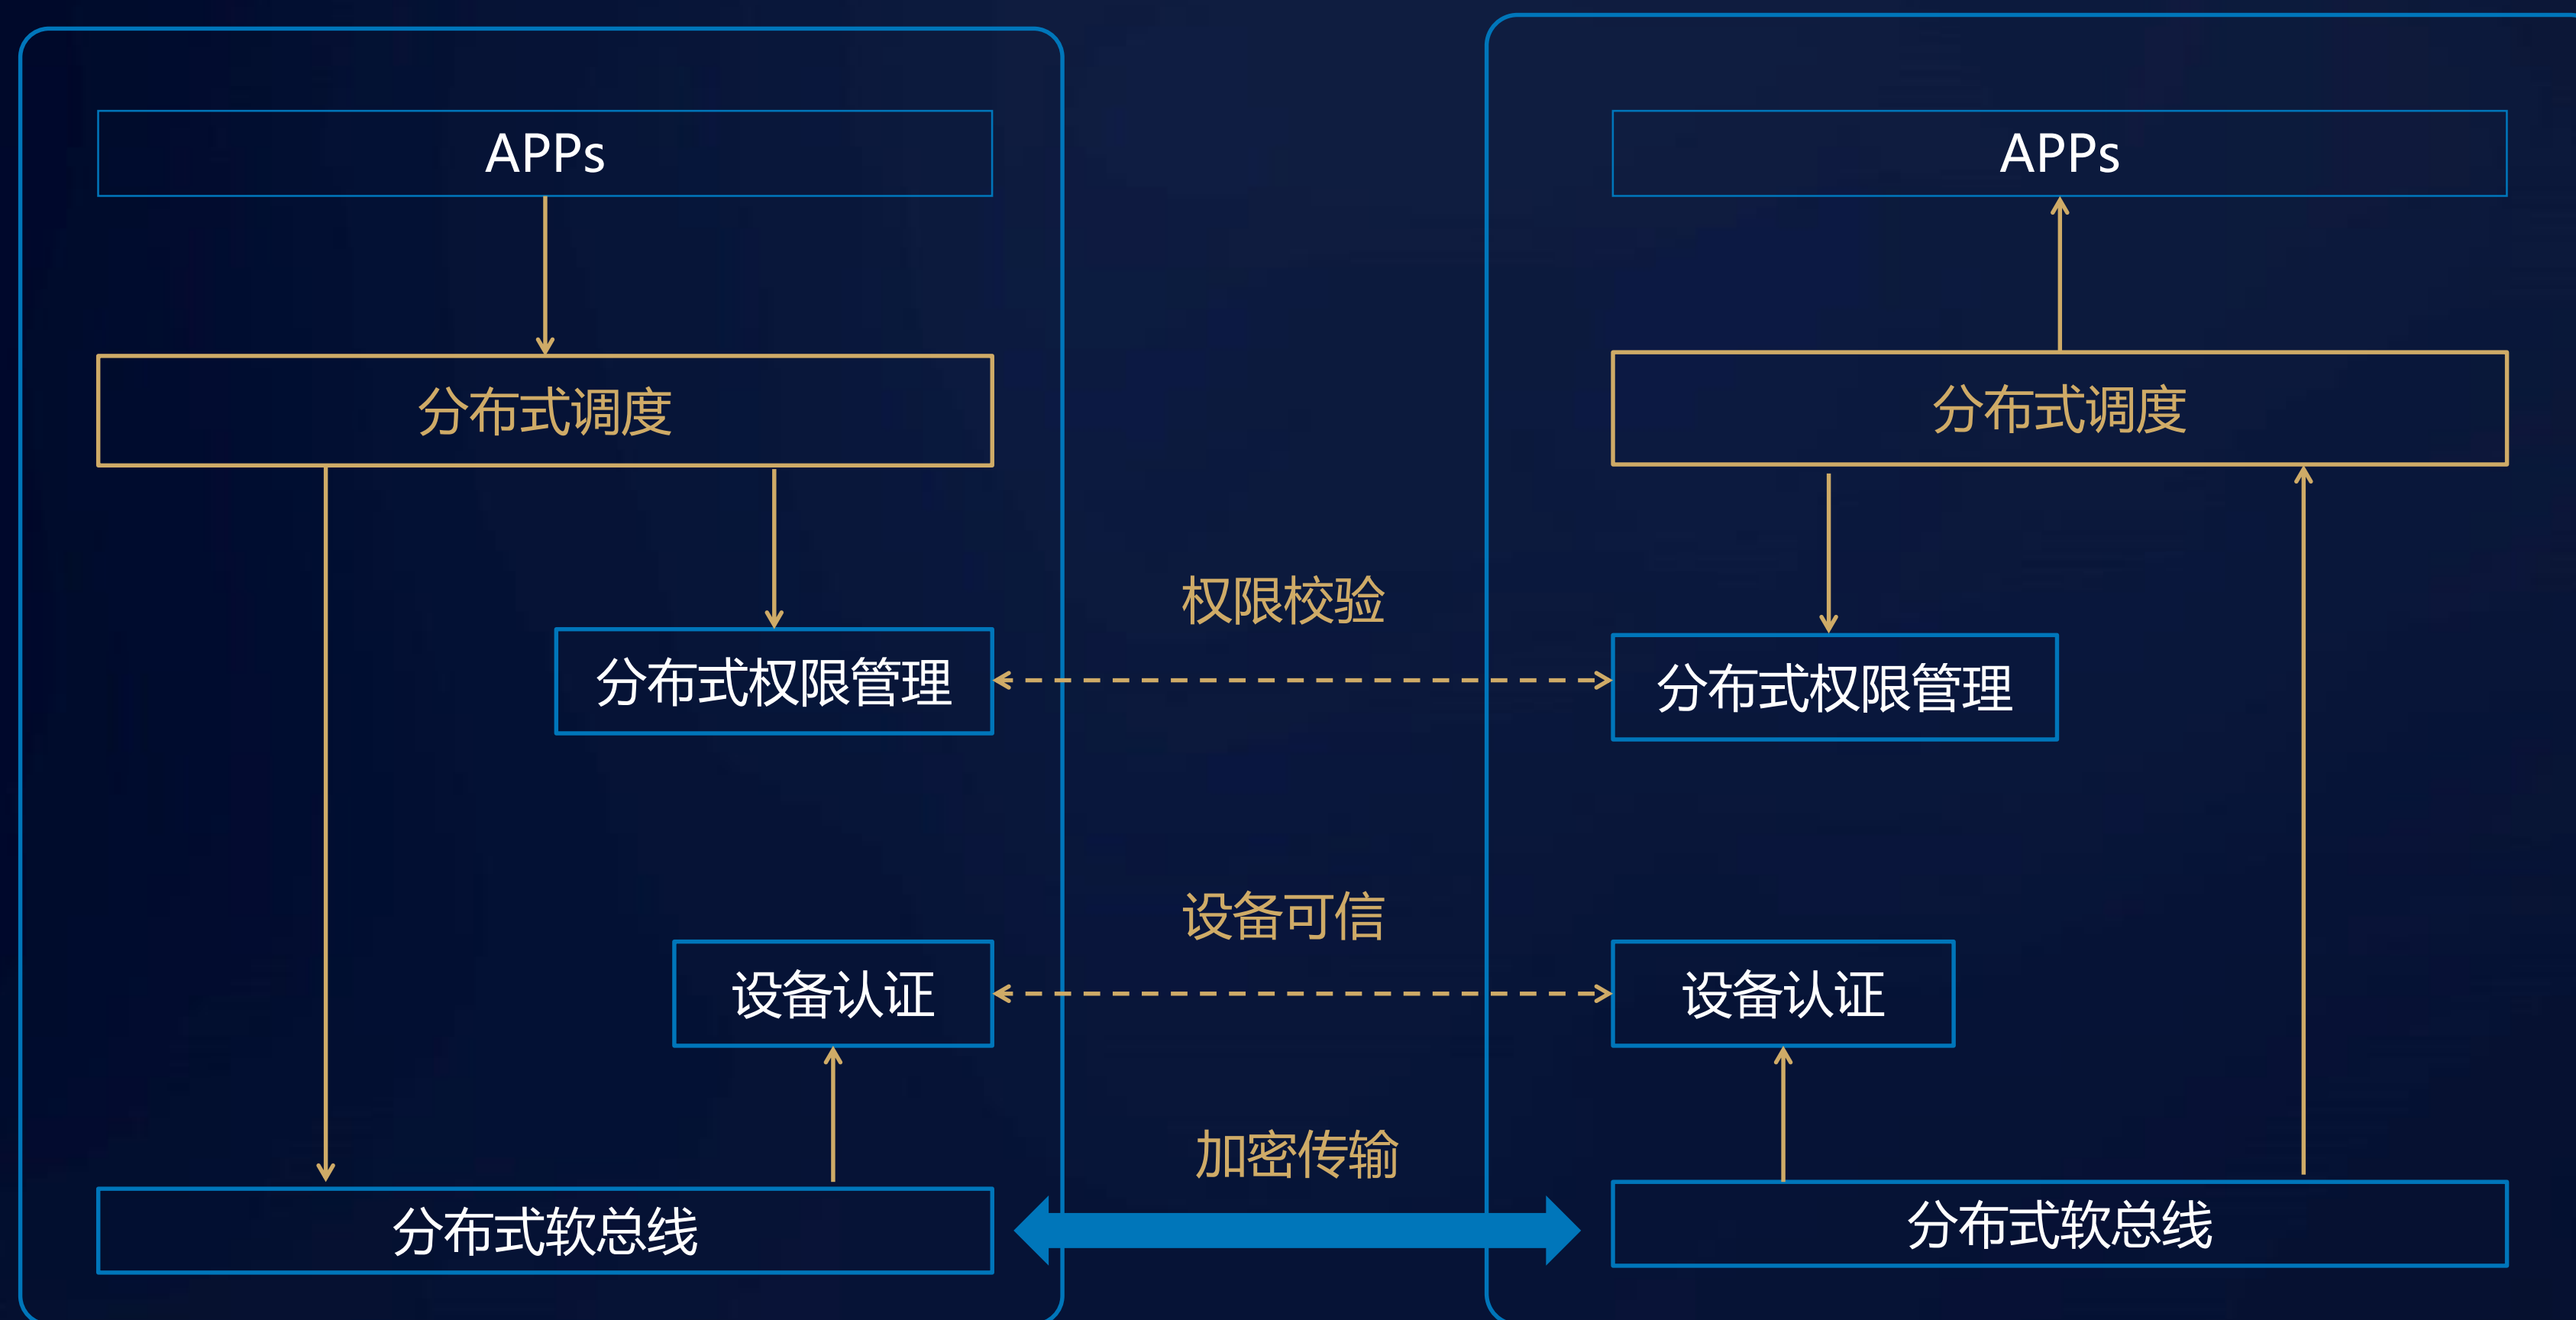 APPs
APPs
分布式调度
分布式调度
权限校验
分布式权限管理
分布式权限管理
设备可信
设备认证
设备认证
加密传输
分布式软总线
分布式软总线